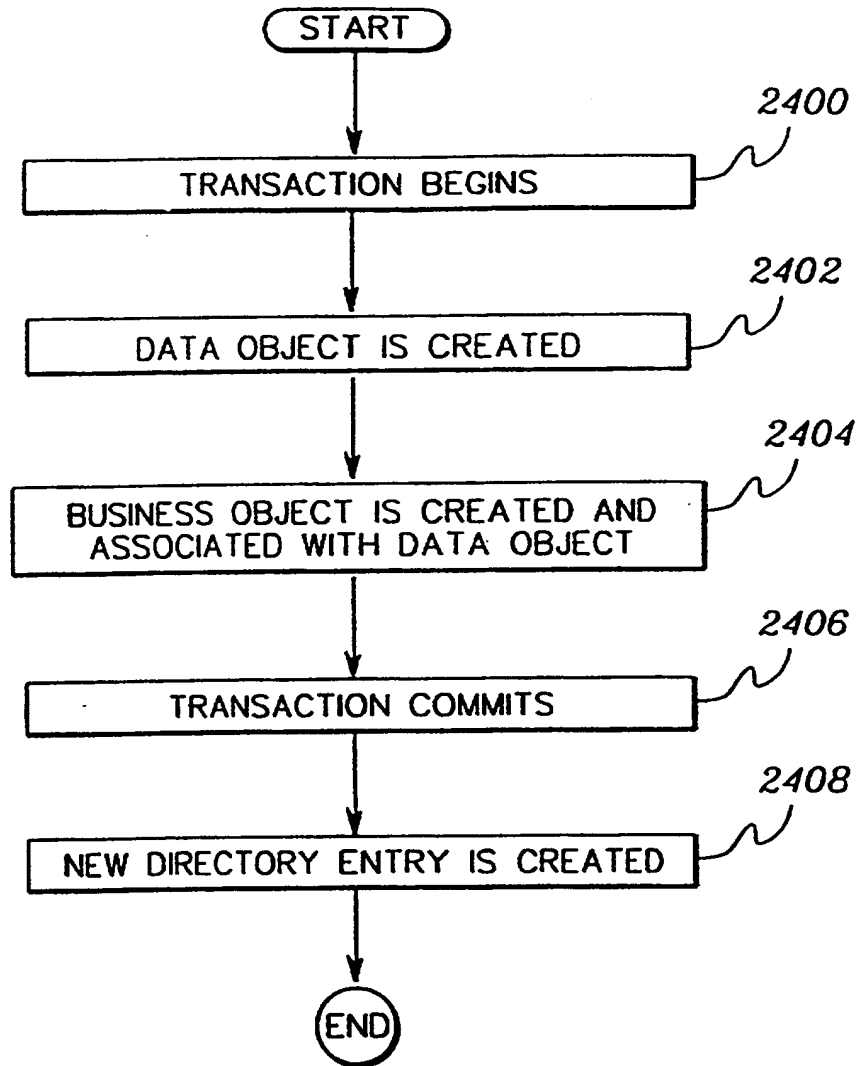 START
2400
TRANSACTION BEGINS
2402
DATA OBJECT IS CREATED
2404
BUSINESS OBJECT IS CREATED AND
ASSOCIATED WITH DATA OBJECT
2406
TRANSACTION COMMITS
2408
NEW DIRECTORY ENTRY IS CREATED
END